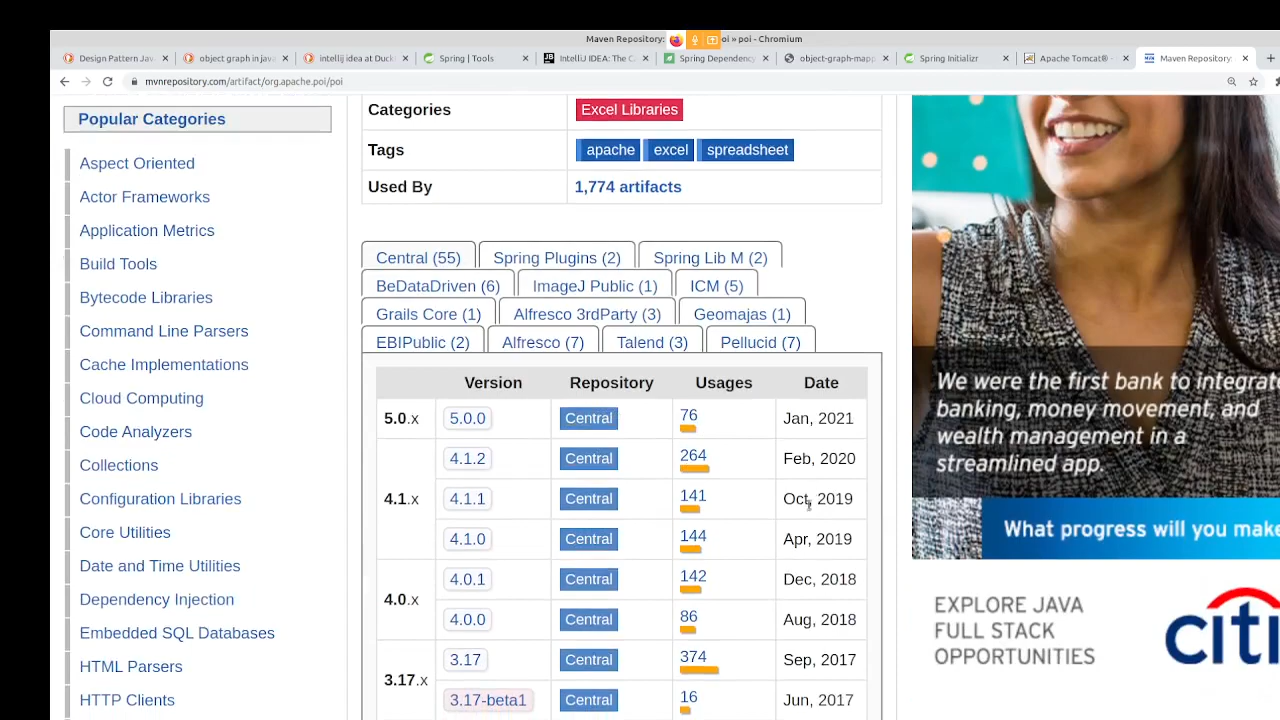 Maven Repository: oi » poi - Chromium
Design Pattern Jav
object graph in java
intellij idea at Duck
Spring | Tools
IntelliJ IDEA: The C
Spring Dependency
object-graph-mapp
Spring Initializr
Apache Tomcat® -
Maven Repository:
mvnrepository.com/artifact/org.apache.poi/poi
Popular Categories
Aspect Oriented
Actor Frameworks
Application Metrics
Build Tools
Bytecode Libraries
Command Line Parsers
Cache Implementations
Cloud Computing
Code Analyzers
Collections
Configuration Libraries
Core Utilities
Date and Time Utilities
Dependency Injection
Embedded SQL Databases
HTML Parsers
HTTP Clients
Categories Excel Libraries
Tags apache excel spreadsheet
Used By 1,774 artifacts
Central (55) Spring Plugins (2) Spring Lib M (2)
BeDataDriven (6) ImageJ Public (1) ICM (5)
Grails Core (1) Alfresco 3rdParty (3) Geomajas (1)
EBIPublic (2) Alfresco (7) Talend (3) Pellucid (7)
Version Repository Usages Date
5.0.x 5.0.0 Central 76 Jan, 2021
4.1.2 Central 264 Feb, 2020
4.1.x 4.1.1 Central 141 Oct, 2019
4.1.0 Central 144 Apr, 2019
4.0.1 Central 142 Dec, 2018
4.0.x
4.0.0 Central 86 Aug, 2018
3.17 Central 374 Sep, 2017
3.17.x
3.17-beta1 Central 16 Jun, 2017
We were the first bank to integrate
banking, money movement, and
wealth management in a
streamlined app.
What progress will you make
EXPLORE JAVA
FULL STACK
OPPORTUNITIES
citi